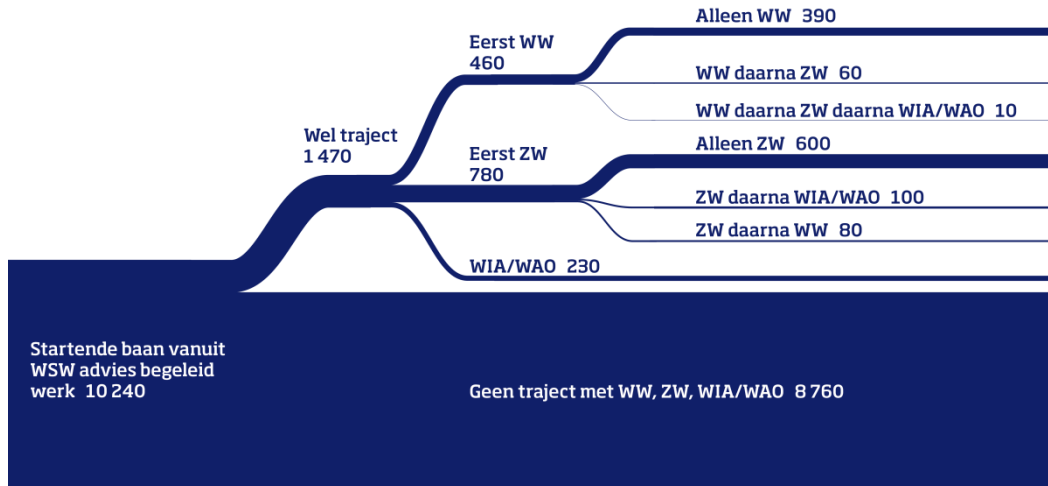 Alleen WW 390
Eerst WW
460
WW daarna ZW 60
WW daarna ZW daarna WIA/WAO 10
Wel traject
1 470
Alleen ZW 600
Eerst ZW
780
ZW daarna WIA/WAO 100
ZW daarna WW 80
WIA/WAO 230
Startende baan vanuit
WSW advies begeleid
werk 10 240
Geen traject met WW, ZW, WIA/WAO 8 760